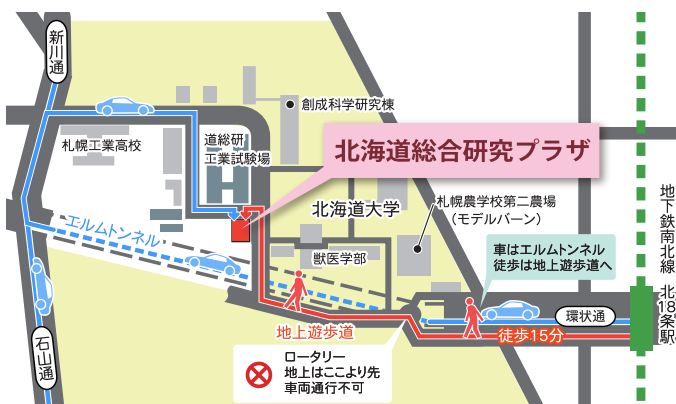 新川通
創成科学研究棟
札幌工業高校
道総研
工業試験場
北海道総合研究プラザ
北海道大学
札幌農学校第二農場
(モデルバーン)
エルムトンネル
獣医学部
車はエルムトンネル
徒歩は地上遊歩道へ
地下鉄南北線
北18条駅
環状通
地上遊歩道
徒歩15分
石山通
ロータリー
地上はここより先
車両通行不可